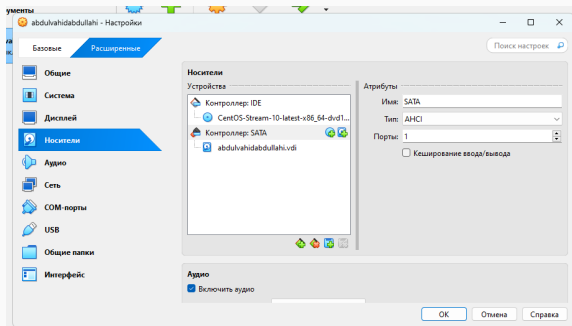 ументы
abdulvahidabdullahi - Настройки
Базовые Расширенные
Поиск настроек
Общие
Система
Дисплей
Носители
Аудио
Сеть
COM-порты
USB
Общие папки
Интерфейс
Носители
Устройства
Контроллер: IDE
CentOS-Stream-10-latest-x86_64-dvd1...
Контроллер: SATA
abdulvahidabdullahi.vdi
Атрибуты
Имя: SATA
Тип: AHCI
Порты: 1
Кеширование ввода/вывода
Аудио
Включить аудио
OK Отмена Справка